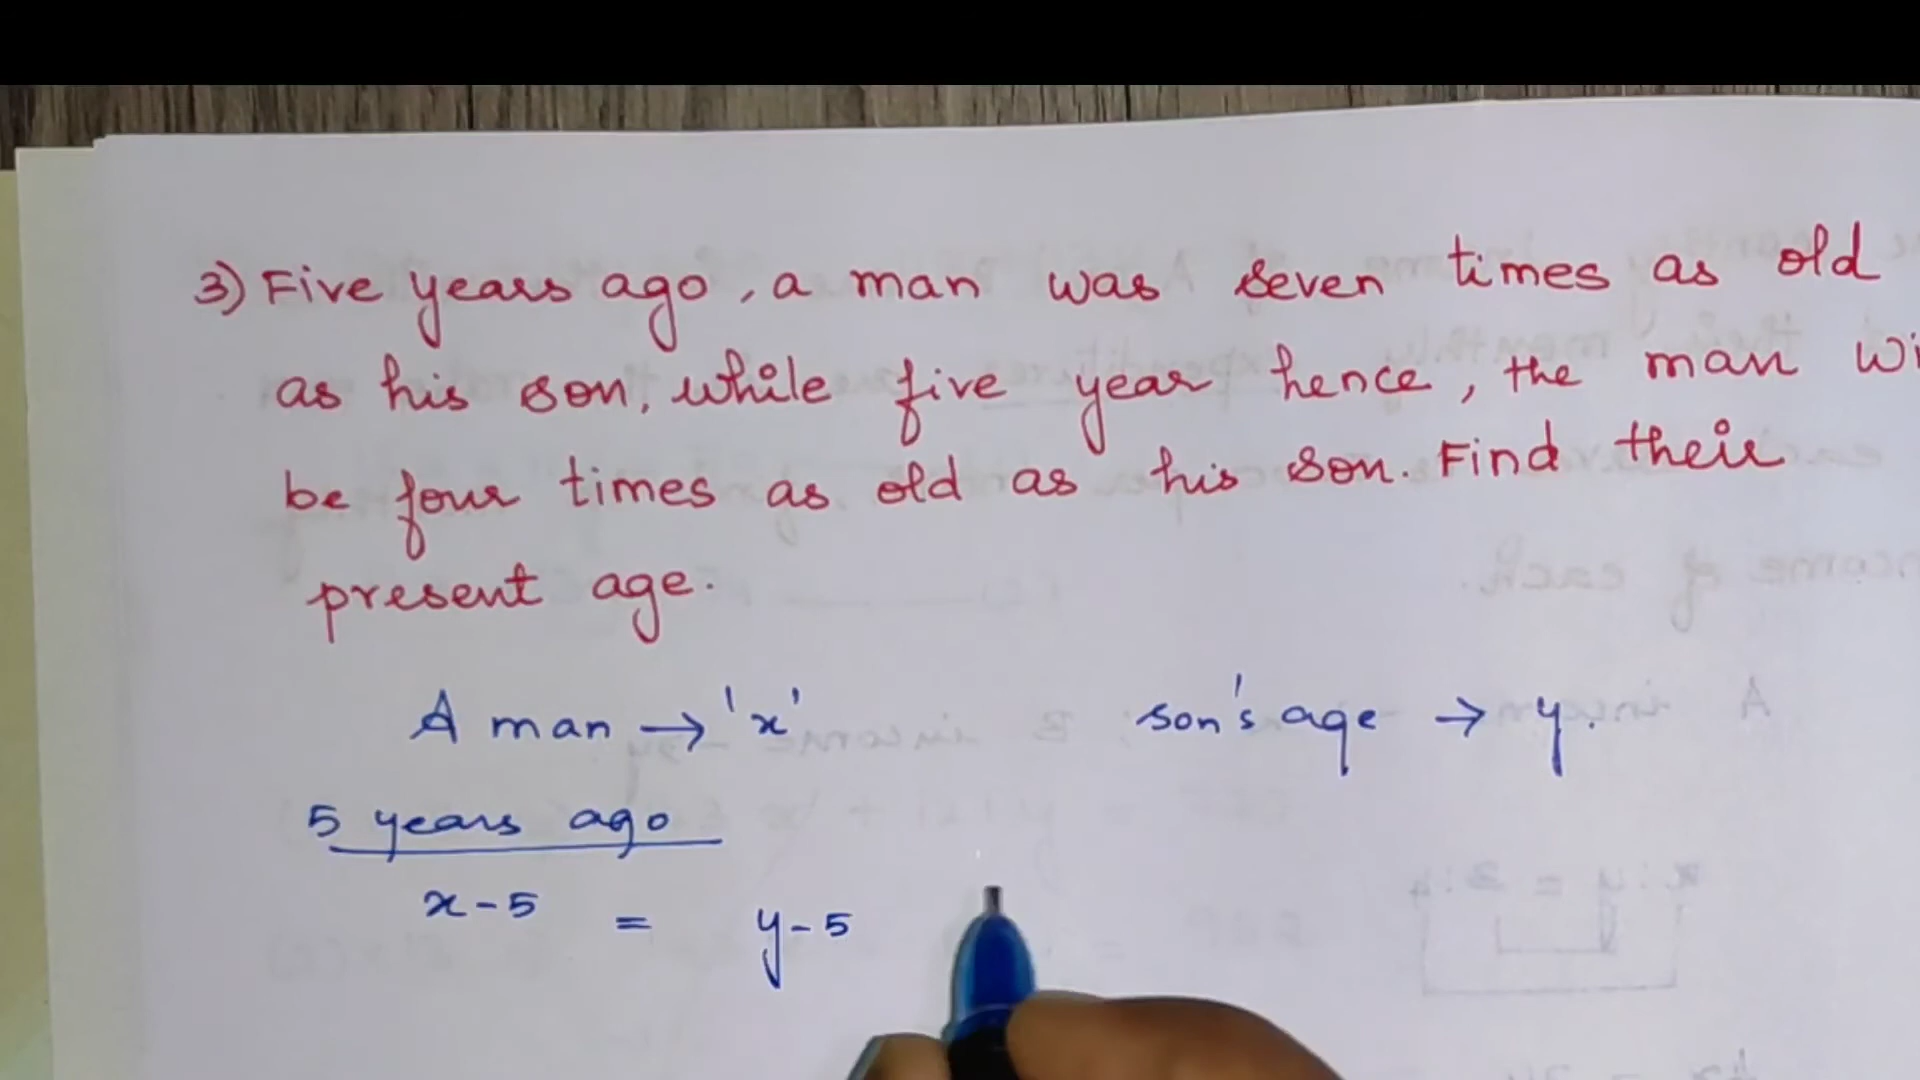 3) Five years ago, a man was seven times as old
as his son, while five year hence, the man wi
be four times as old as his son. Find their
present age.
A man → 'x' son's age → y.
5 years ago
x-5 = y-5